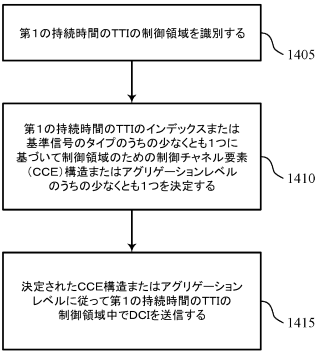 第1の持続時間のTTIの制御領域を識別する
1405
第1の持続時間のTTIのインデックスまたは
基準信号のタイプのうちの少なくとも1つに
基づいて制御領域のための制御チャネル要素
(CCE)構造またはアグリゲーションレベル
のうちの少なくとも1つを決定する
1410
決定されたCCE構造またはアグリゲーション
レベルに従って第1の持続時間のTTIの
制御領域中でDCIを送信する
1415